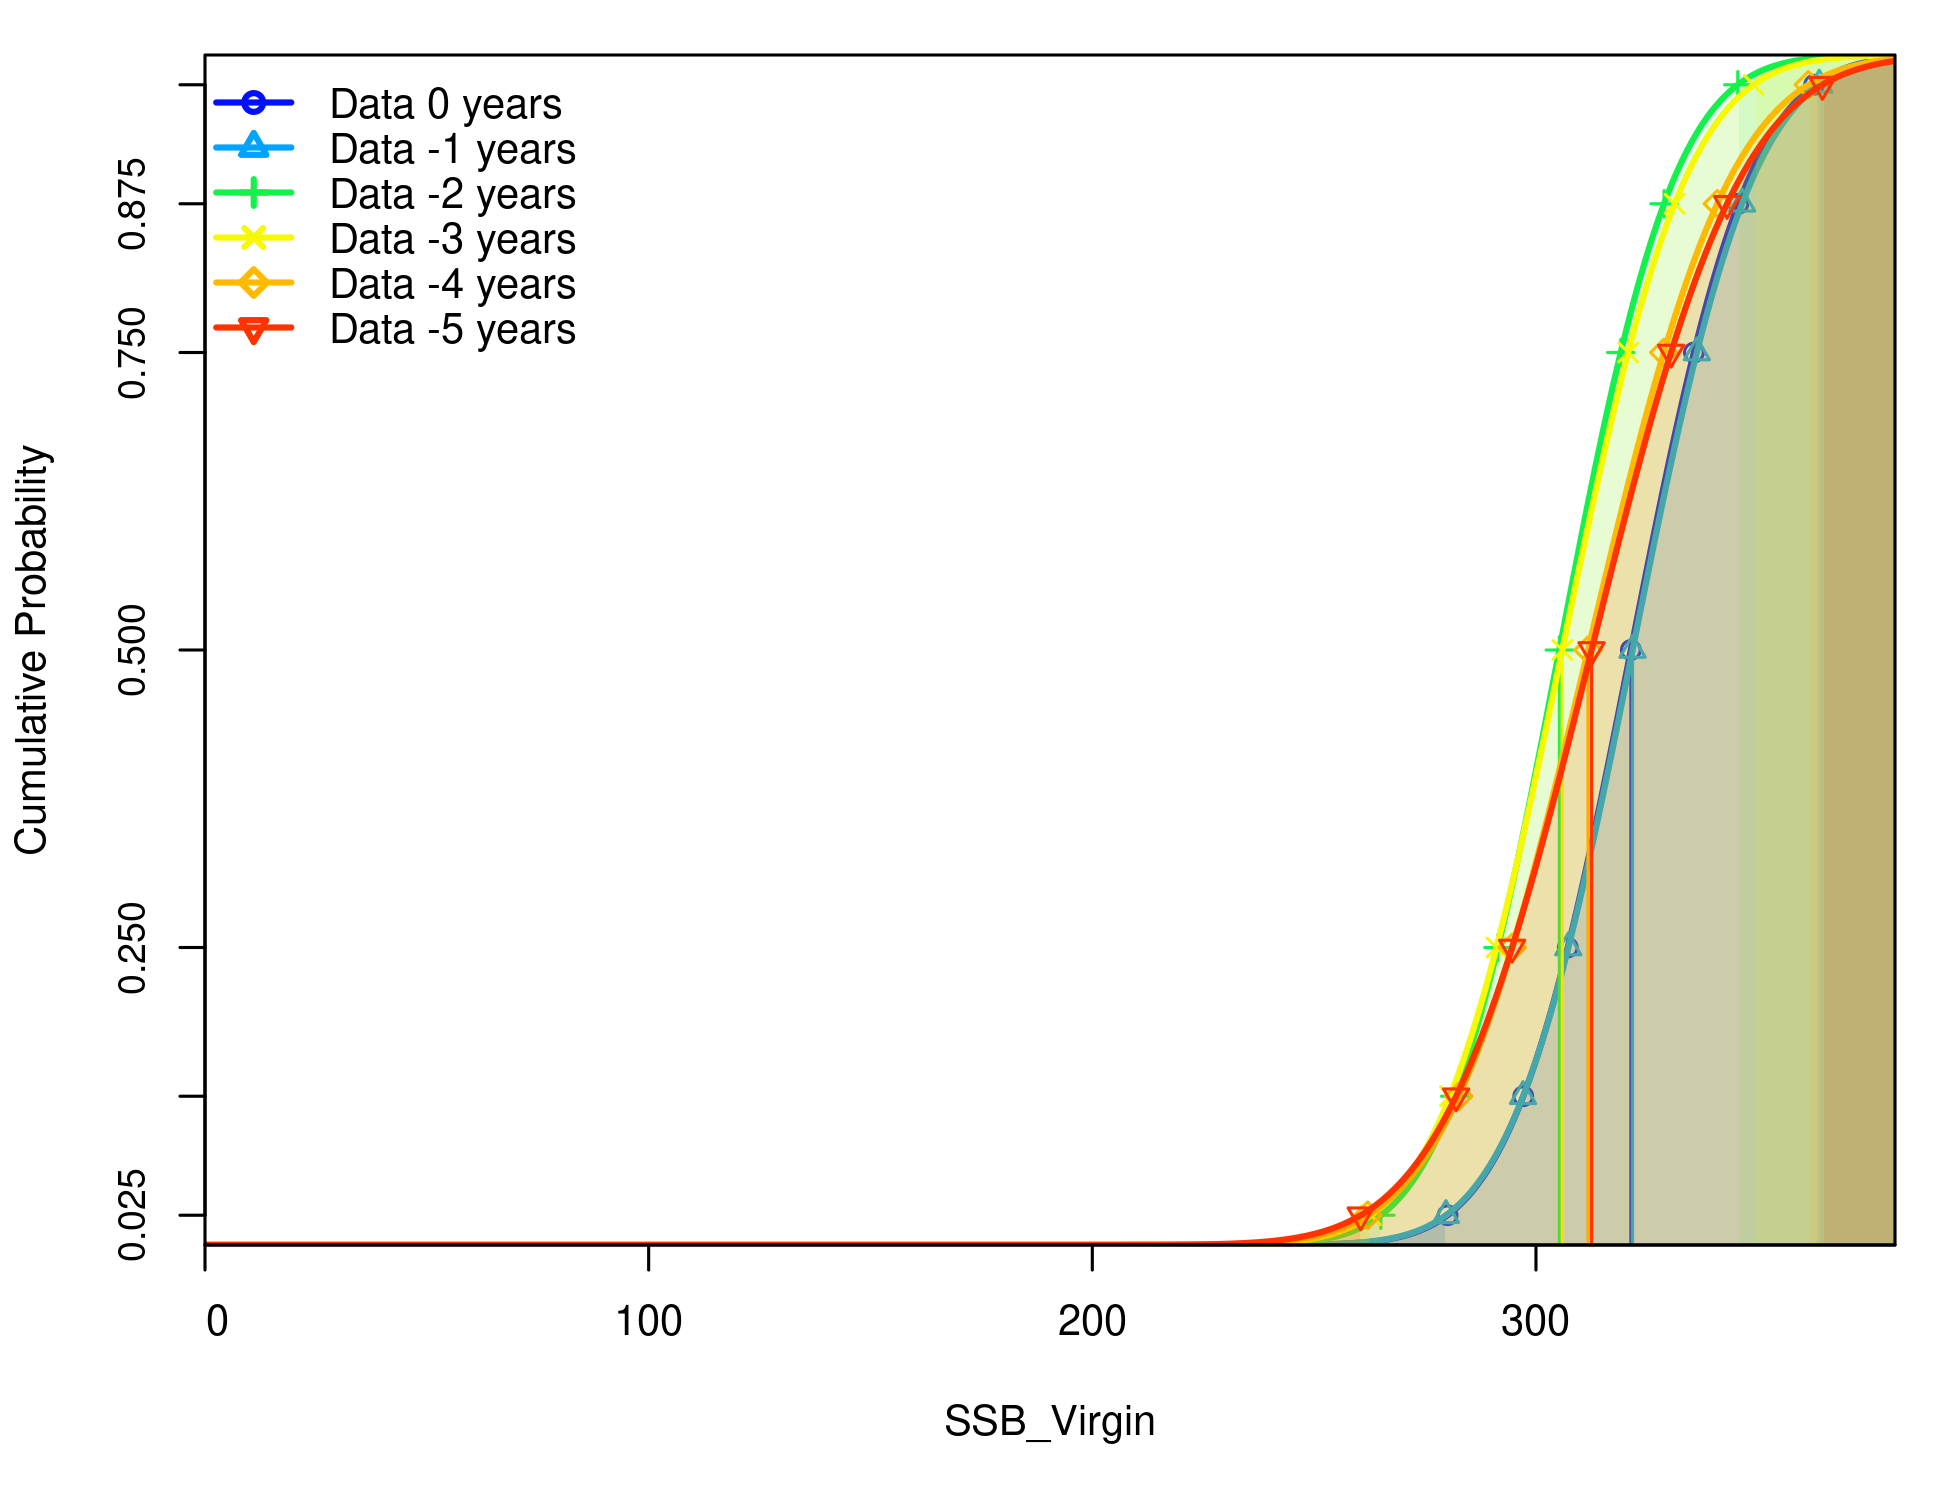 Data 0 years
Data -1 years
Data -2 years
Data -3 years
Data -4 years
Data -5 years
Cumulative Probability
0.875
0.750
0.500
0.250
0.025
0 100 200 300
SSB_Virgin